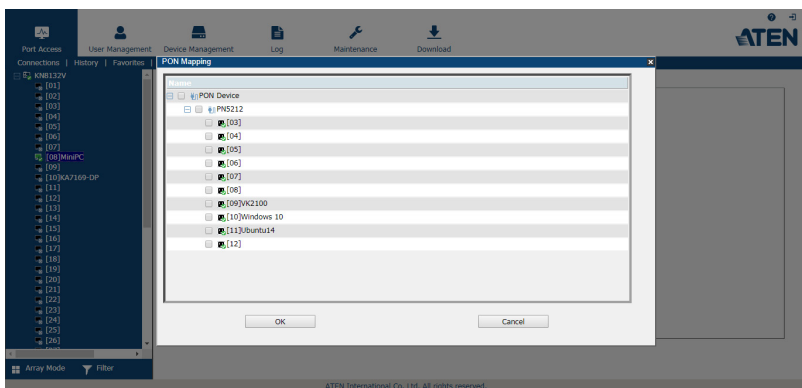 ATEN
Port Access User Management Device Management Log Maintenance Download
Connections | History | Favorites |
PON Mapping
x
KN8132V
[01]
[02]
[03]
[04]
[05]
[06]
[07]
[08]MiniPC
[09]
[10]KA7169-DP
[11]
[12]
[13]
[14]
[15]
[16]
[17]
[18]
[19]
[20]
[21]
[22]
[23]
[24]
[25]
[26]
Name
PON Device
PN5212
[03]
[04]
[05]
[06]
[07]
[08]
[09]VK2100
[10]Windows 10
[11]Ubuntu14
[12]
OK Cancel
Array Mode Filter
ATEN International Co. Ltd. All rights reserved.